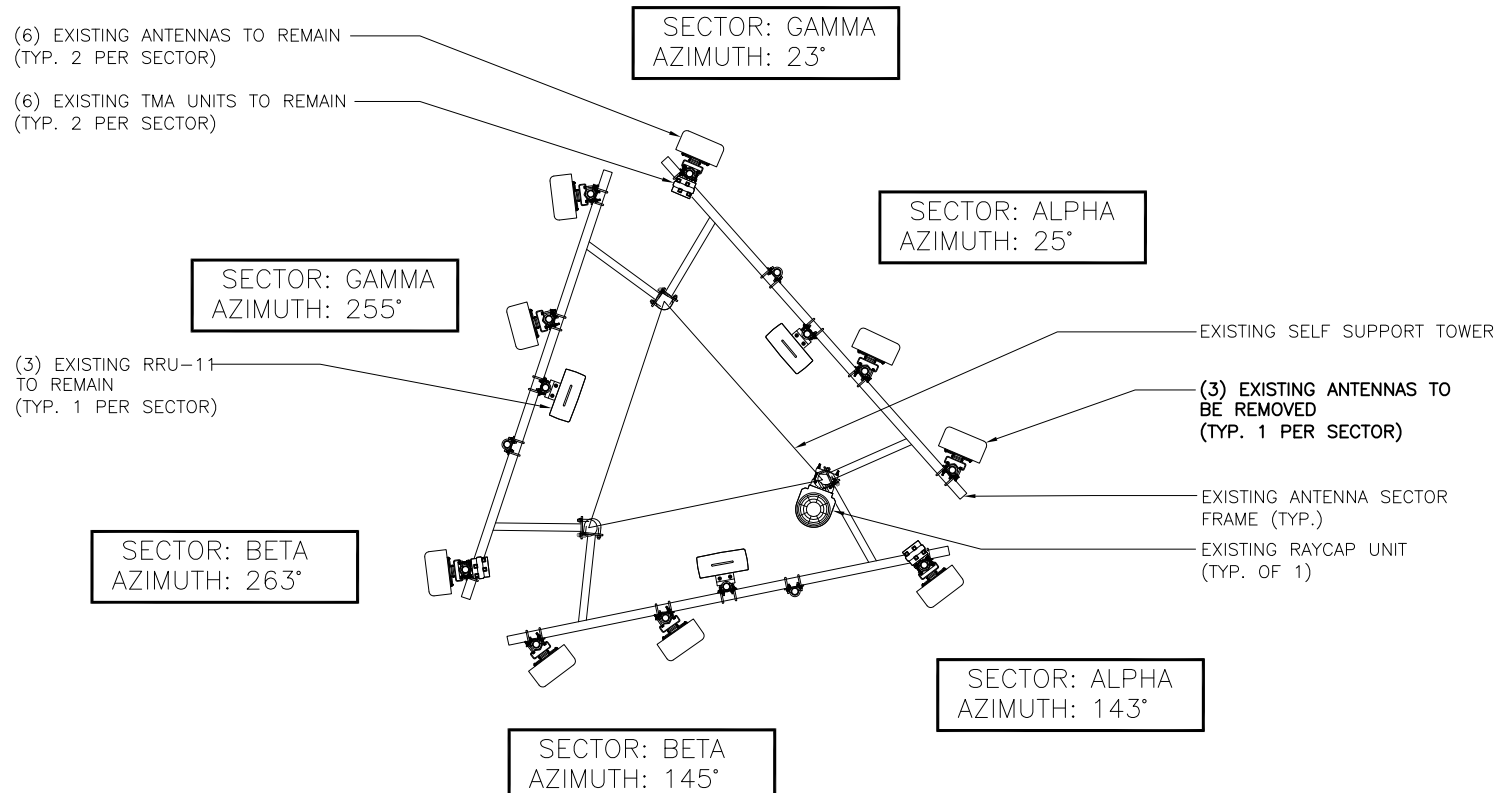 (6) EXISTING ANTENNAS TO REMAIN
(TYP. 2 PER SECTOR)
(6) EXISTING TMA UNITS TO REMAIN
(TYP. 2 PER SECTOR)
SECTOR: GAMMA
AZIMUTH: 23°
SECTOR: ALPHA
AZIMUTH: 25°
SECTOR: GAMMA
AZIMUTH: 255°
(3) EXISTING RRU-11
TO REMAIN
(TYP. 1 PER SECTOR)
EXISTING SELF SUPPORT TOWER
(3) EXISTING ANTENNAS TO
BE REMOVED
(TYP. 1 PER SECTOR)
EXISTING ANTENNA SECTOR
FRAME (TYP.)
EXISTING RAYCAP UNIT
(TYP. OF 1)
SECTOR: BETA
AZIMUTH: 263°
SECTOR: ALPHA
AZIMUTH: 143°
SECTOR: BETA
AZIMUTH: 145°